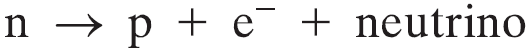 n → p + e⁻ + neutrino